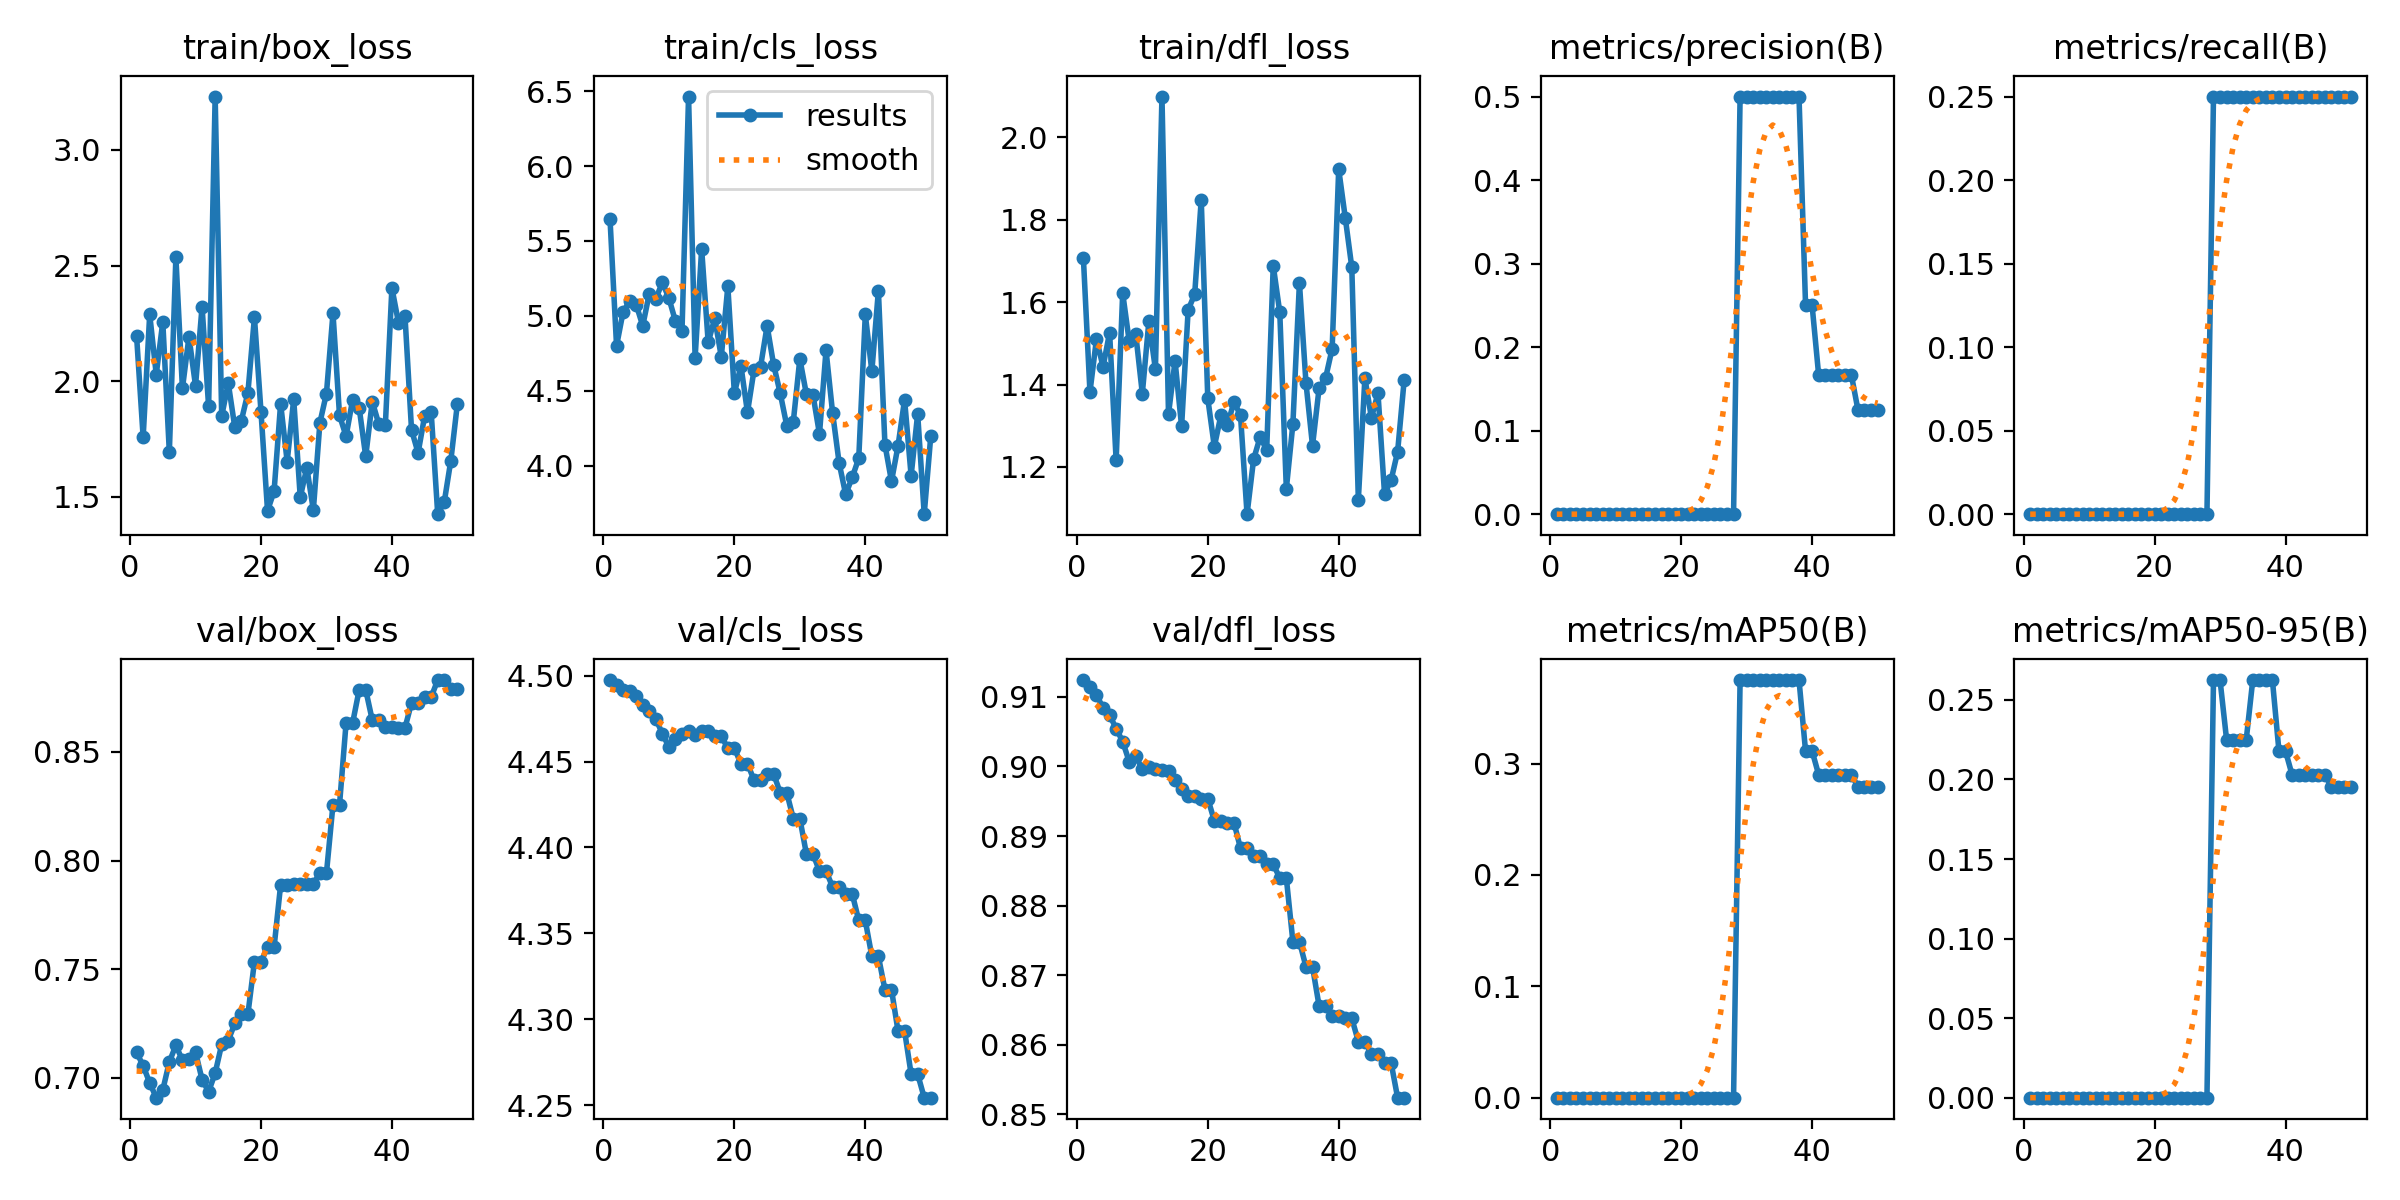 train/box_loss
train/cls_loss
train/dfl_loss
metrics/precision(B)
metrics/recall(B)
3.0
2.5
2.0
1.5
0 20 40
6.5
6.0
5.5
5.0
4.5
4.0
results
smooth
0 20 40
2.0
1.8
1.6
1.4
1.2
0 20 40
0.5
0.4
0.3
0.2
0.1
0.0
0 20 40
0.25
0.20
0.15
0.10
0.05
0.00
0 20 40
val/box_loss
val/cls_loss
val/dfl_loss
metrics/mAP50(B)
metrics/mAP50-95(B)
0.85
0.80
0.75
0.70
0 20 40
4.50
4.45
4.40
4.35
4.30
4.25
0 20 40
0.91
0.90
0.89
0.88
0.87
0.86
0.85
0 20 40
0.3
0.2
0.1
0.0
0 20 40
0.25
0.20
0.15
0.10
0.05
0.00
0 20 40